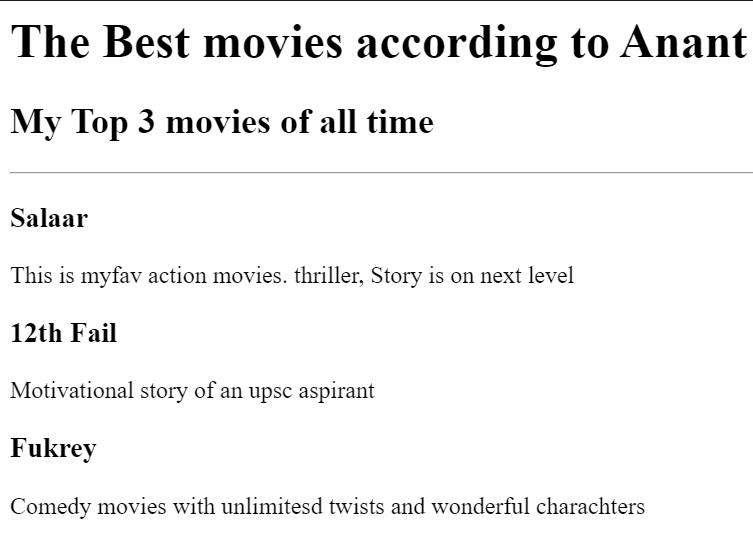 The Best movies according to Anant
My Top 3 movies of all time
Salaar
This is myfav action movies. thriller, Story is on next level
12th Fail
Motivational story of an upsc aspirant
Fukrey
Comedy movies with unlimitesd twists and wonderful charachters